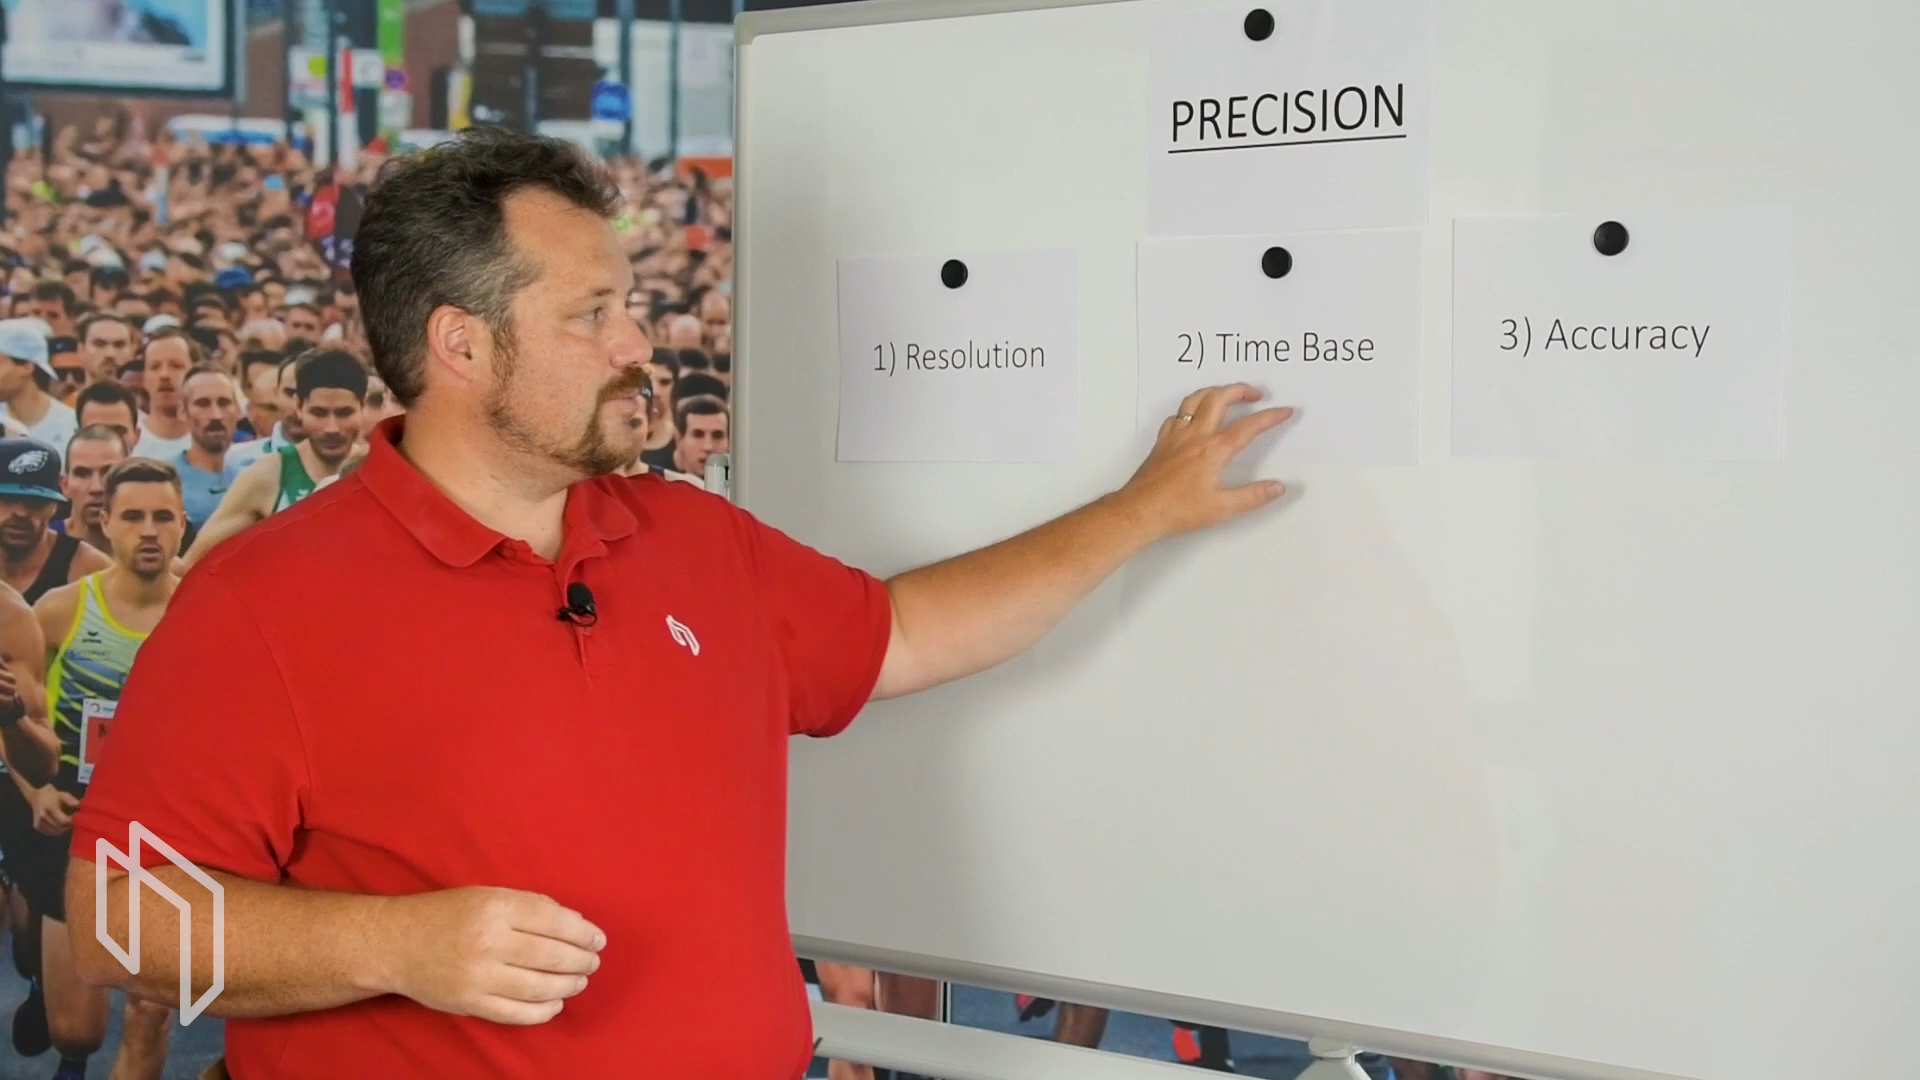 PRECISION
1) Resolution
2) Time Base
3) Accuracy